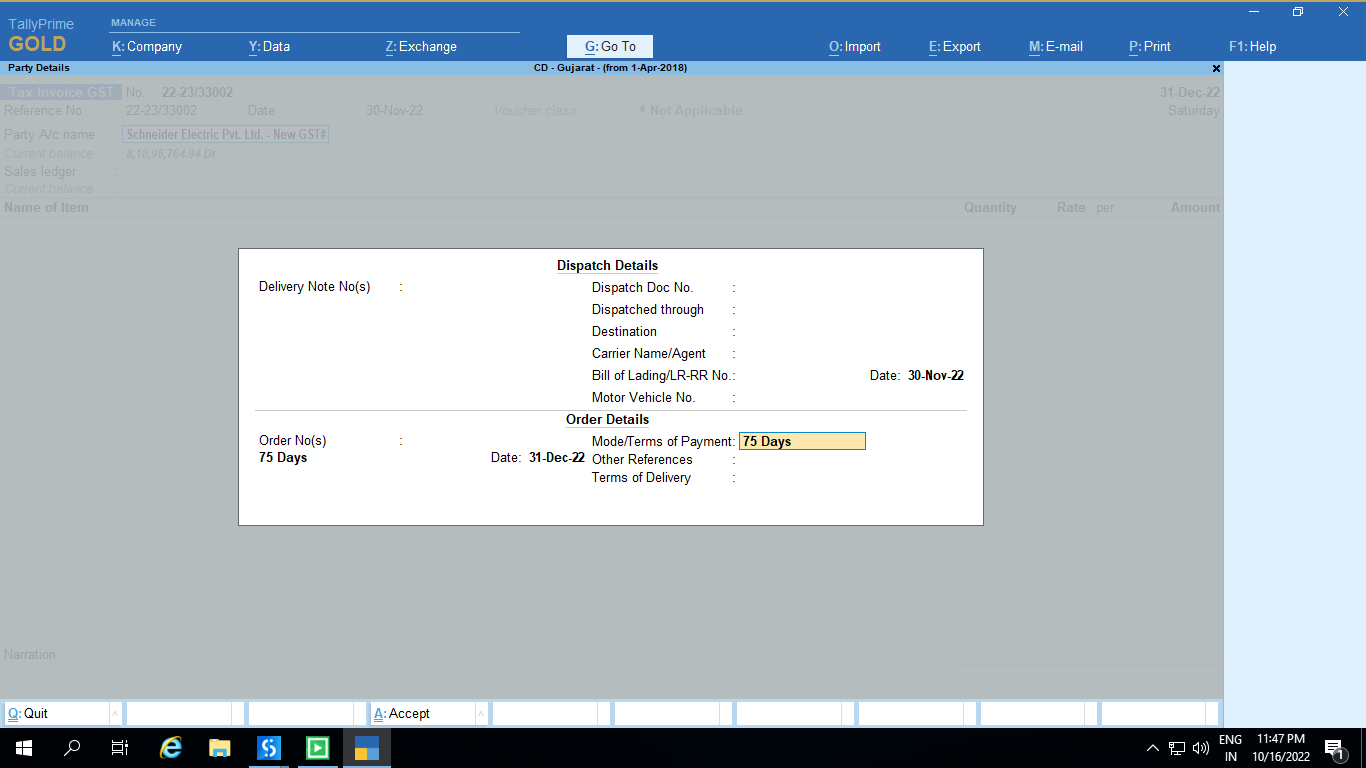 TallyPrime
GOLD
MANAGE
K: Company Y: Data Z: Exchange G: Go To O: Import E: Export M: E-mail P: Print F1: Help
Party Details CD - Gujarat - (from 1-Apr-2018) x
Tax Invoice GST No. 22-23/33002 31-Dec-22
Reference No : 22-23/33002 Date 30-Nov-22 Voucher class ♦ Not Applicable Saturday
Party A/c name : Schneider Electric Pvt. Ltd. - New GST#
Current balance : 8,18,96,764.94 Dr
Sales ledger :
Current balance
Name of Item Quantity Rate per Amount
Dispatch Details
Delivery Note No(s) : Dispatch Doc No. :
Dispatched through :
Destination :
Carrier Name/Agent :
Bill of Lading/LR-RR No. : Date: 30-Nov-22
Motor Vehicle No. :
Order Details
Order No(s) : Mode/Terms of Payment: 75 Days
75 Days Date: 31-Dec-22 Other References :
Terms of Delivery :
Narration:
Q: Quit A: Accept
ENG 11:47 PM
IN 10/16/2022 1